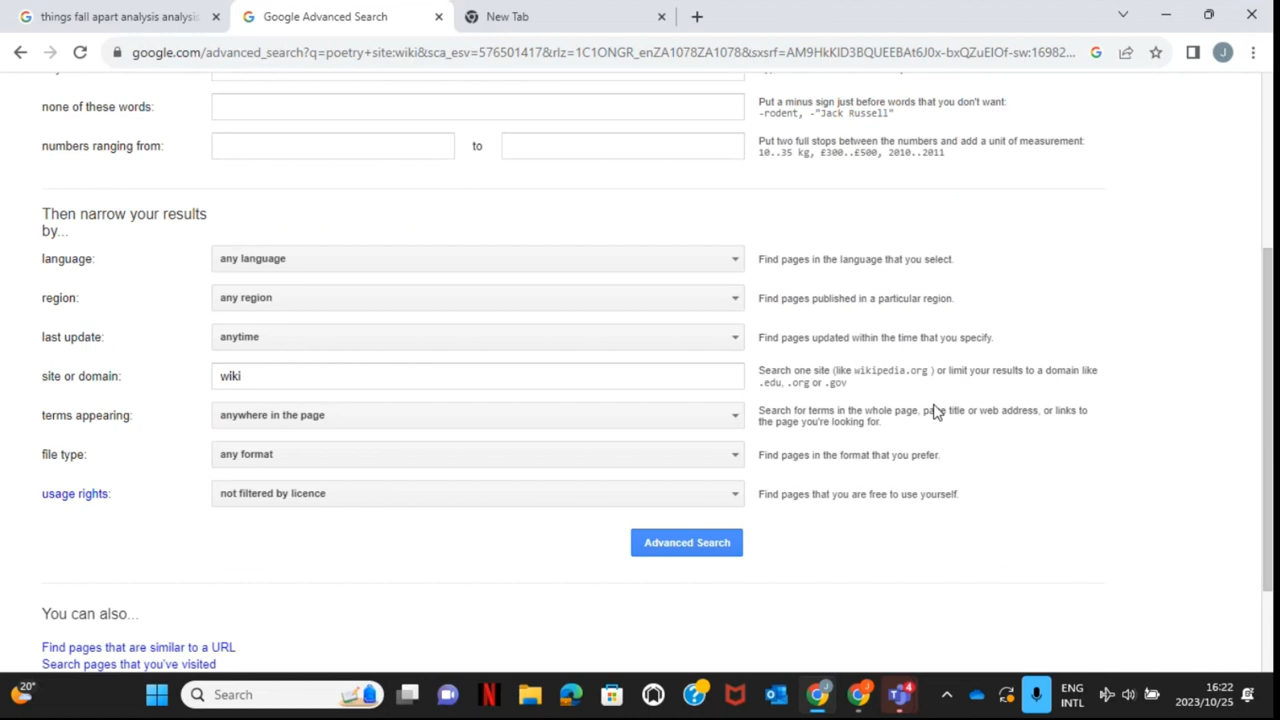 things fall apart analysis analysis
Google Advanced Search
New Tab
google.com/advanced_search?q=poetry+site:wiki&sca_esv=576501417&rlz=1C1ONGR_enZA1078ZA1078&sxsrf=AM9HkKID3BQUEEBAt6J0x-bxQZuEIOf-sw:16982...
none of these words:
Put a minus sign just before words that you don't want:
-rodent, -"Jack Russell"
numbers ranging from:
to
Put two full stops between the numbers and add a unit of measurement:
10..35 kg, £300..£500, 2010..2011
Then narrow your results
by...
language:
any language
Find pages in the language that you select.
region:
any region
Find pages published in a particular region.
last update:
anytime
Find pages updated within the time that you specify.
site or domain:
wiki
Search one site (like wikipedia.org ) or limit your results to a domain like
.edu, .org or .gov
terms appearing:
anywhere in the page
Search for terms in the whole page, page title or web address, or links to
the page you're looking for.
file type:
any format
Find pages in the format that you prefer.
usage rights:
not filtered by licence
Find pages that you are free to use yourself.
Advanced Search
You can also...
Find pages that are similar to a URL
Search pages that you've visited
20°
Search
ENG
INTL
16:22
2023/10/25